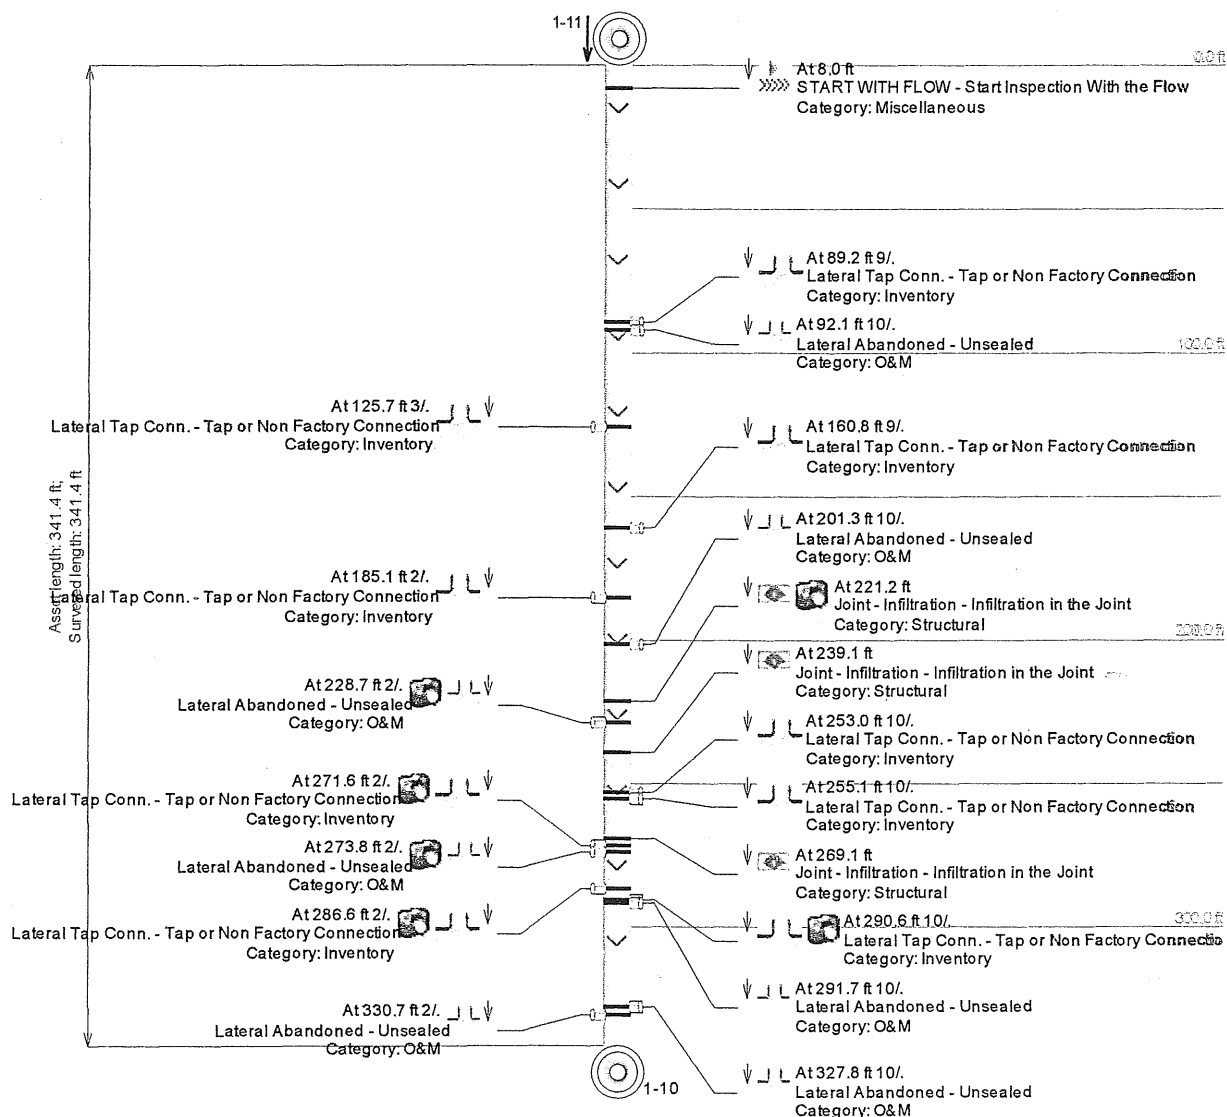 1-11
0.0 ft
At 8.0 ft
START WITH FLOW - Start Inspection With the Flow
Category: Miscellaneous
At 89.2 ft 9/.
Lateral Tap Conn. - Tap or Non Factory Connection
Category: Inventory
At 92.1 ft 10/.
Lateral Abandoned - Unsealed
Category: O&M
100.0 ft
At 125.7 ft 3/.
Lateral Tap Conn. - Tap or Non Factory Connection
Category: Inventory
At 160.8 ft 9/.
Lateral Tap Conn. - Tap or Non Factory Connection
Category: Inventory
Asset length: 341.4 ft;
Surveyed length: 341.4 ft
At 185.1 ft 2/.
Lateral Tap Conn. - Tap or Non Factory Connection
Category: Inventory
At 201.3 ft 10/.
Lateral Abandoned - Unsealed
Category: O&M
At 221.2 ft
Joint - Infiltration - Infiltration in the Joint
Category: Structural
200.0 ft
At 228.7 ft 2/.
Lateral Abandoned - Unsealed
Category: O&M
At 239.1 ft
Joint - Infiltration - Infiltration in the Joint
Category: Structural
At 253.0 ft 10/.
Lateral Tap Conn. - Tap or Non Factory Connection
Category: Inventory
At 271.6 ft 2/.
Lateral Tap Conn. - Tap or Non Factory Connection
Category: Inventory
At 255.1 ft 10/.
Lateral Tap Conn. - Tap or Non Factory Connection
Category: Inventory
At 273.8 ft 2/.
Lateral Abandoned - Unsealed
Category: O&M
At 269.1 ft
Joint - Infiltration - Infiltration in the Joint
Category: Structural
At 286.6 ft 2/.
Lateral Tap Conn. - Tap or Non Factory Connection
Category: Inventory
At 290.6 ft 10/.
Lateral Tap Conn. - Tap or Non Factory Connectio
Category: Inventory
300.0 ft
At 330.7 ft 2/.
Lateral Abandoned - Unsealed
Category: O&M
At 291.7 ft 10/.
Lateral Abandoned - Unsealed
Category: O&M
1-10
At 327.8 ft 10/.
Lateral Abandoned - Unsealed
Category: O&M